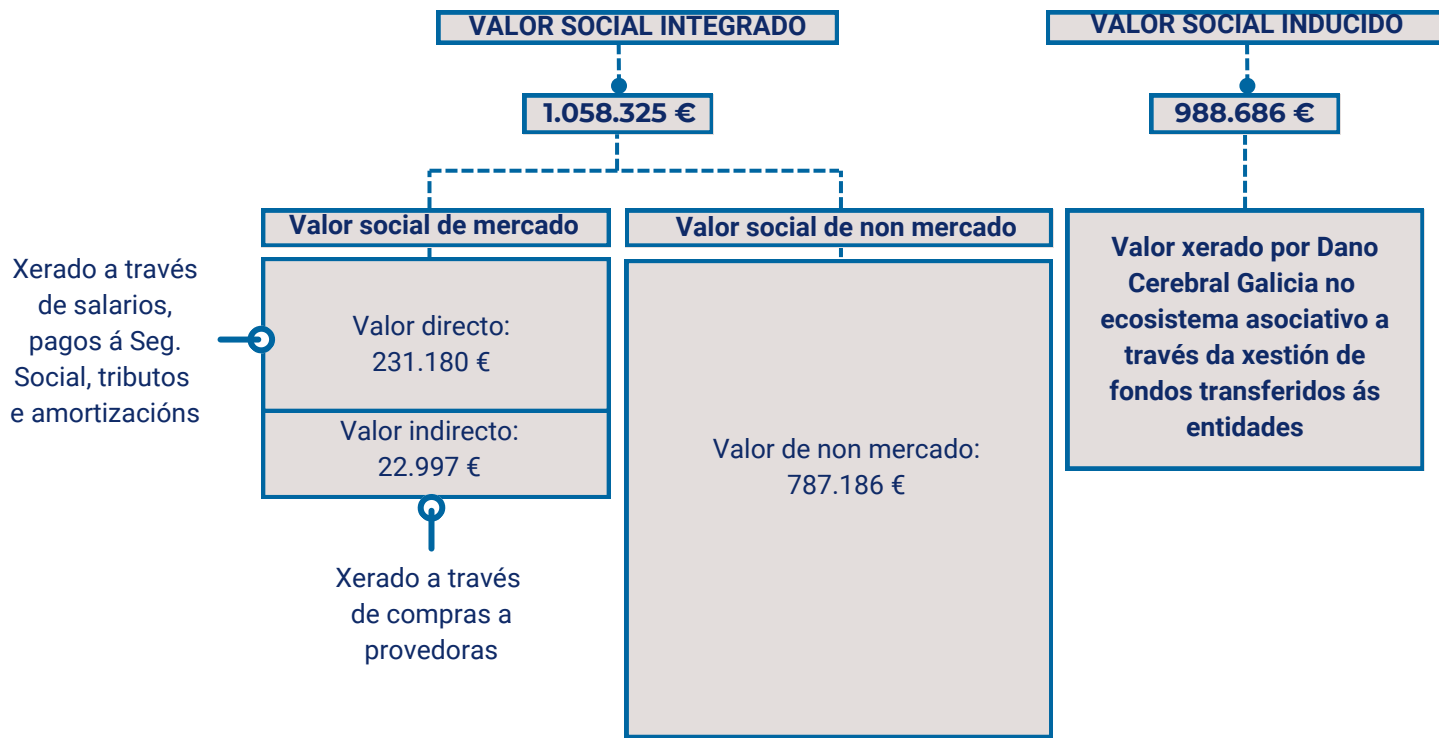 VALOR SOCIAL INTEGRADO
1.058.325 €
Valor social de mercado
Xerado a través
de salarios,
pagos á Seg.
Social, tributos
e amortizacións
Valor directo:
231.180 €
Valor indirecto:
22.997 €
Xerado a través
de compras a
provedoras
Valor social de non mercado
Valor de non mercado:
787.186 €
VALOR SOCIAL INDUCIDO
988.686 €
Valor xerado por Dano
Cerebral Galicia no
ecosistema asociativo a
través da xestión de
fondos transferidos ás
entidades